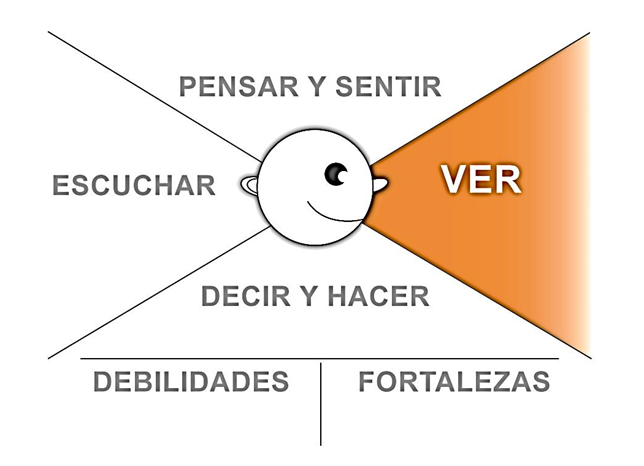 PENSAR Y SENTIR
ESCUCHAR
VER
DECIR Y HACER
DEBILIDADES
FORTALEZAS